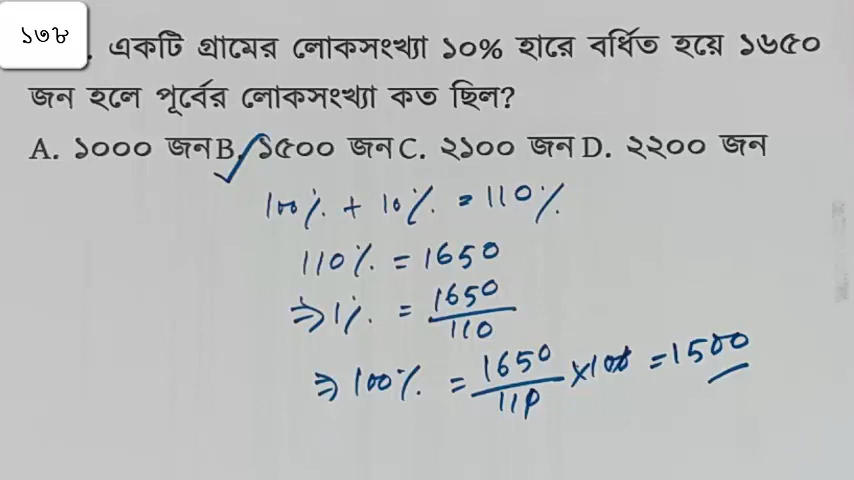 ১৩৮. একটি গ্রামের লোকসংখ্যা ১০% হারে বর্ধিত হয়ে ১৬৫০
জন হলে পূর্বের লোকসংখ্যা কত ছিল?
A. ১০০০ জন B. ১৫০০ জন C. ২১০০ জন D. ২২০০ জন
100% + 10% = 110%
110% = 1650
⇒ 1% = 1650/110
⇒ 100% = 1650/110 × 100 = 1500